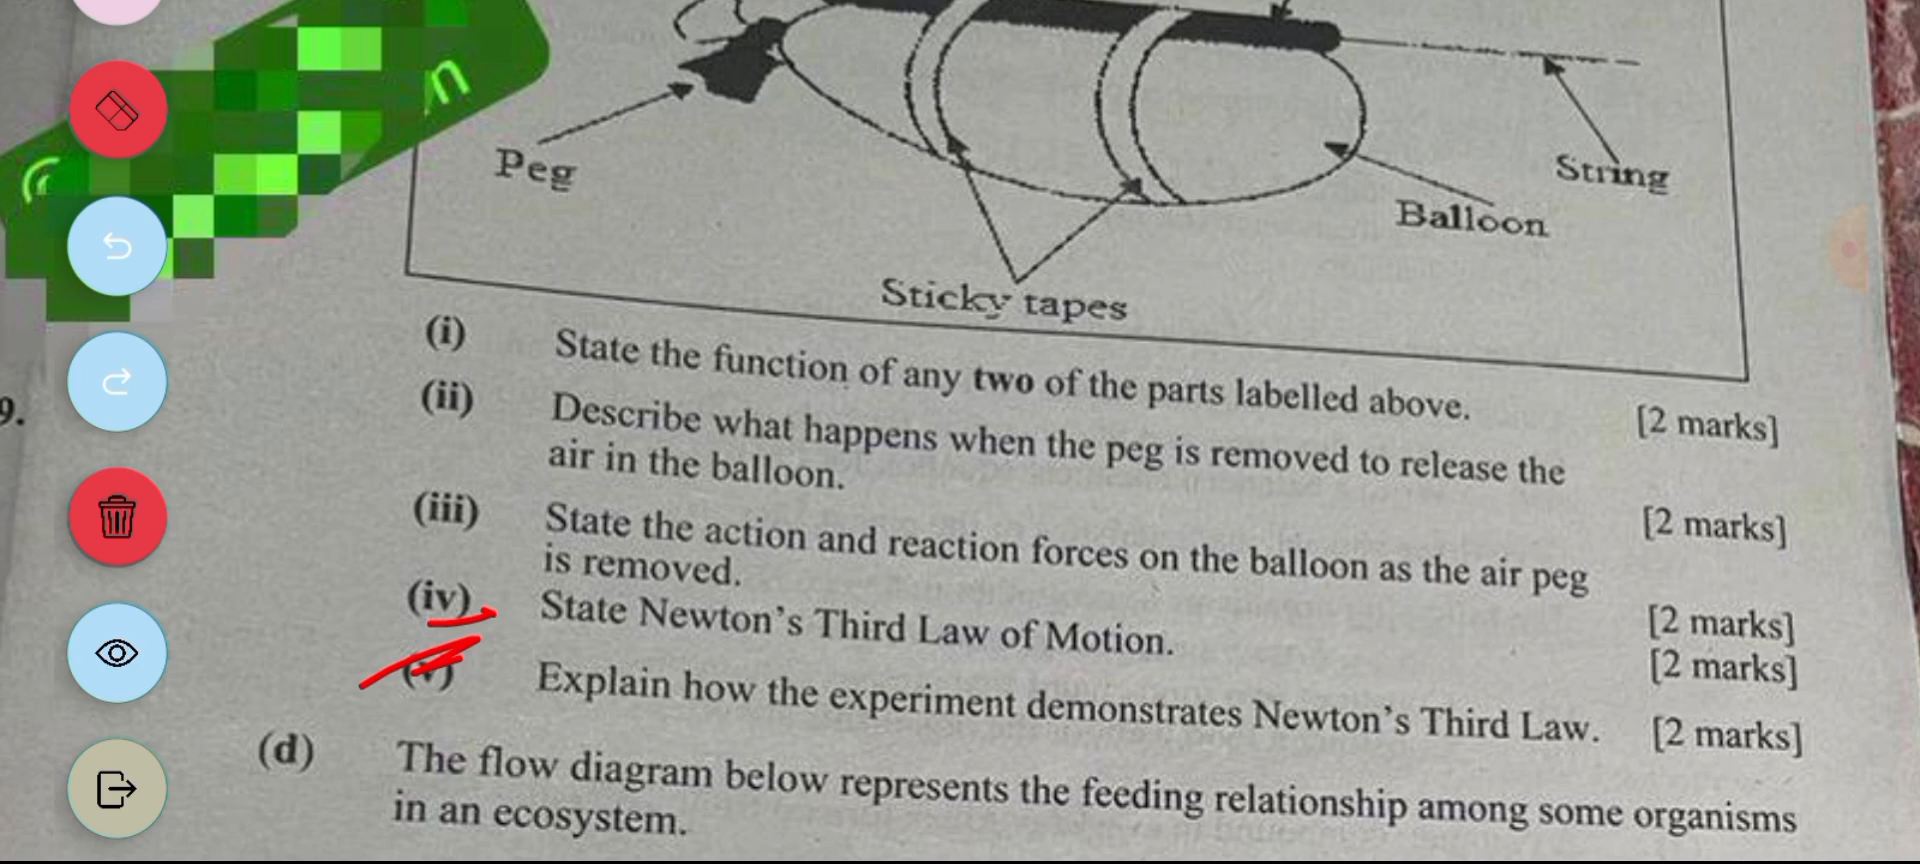 Peg
String
Balloon
Sticky tapes
(i) State the function of any two of the parts labelled above. [2 marks]
(ii) Describe what happens when the peg is removed to release the
air in the balloon. [2 marks]
(iii) State the action and reaction forces on the balloon as the air peg
is removed. [2 marks]
(iv) State Newton's Third Law of Motion. [2 marks]
(v) Explain how the experiment demonstrates Newton's Third Law. [2 marks]
9.
(d) The flow diagram below represents the feeding relationship among some organisms
in an ecosystem.